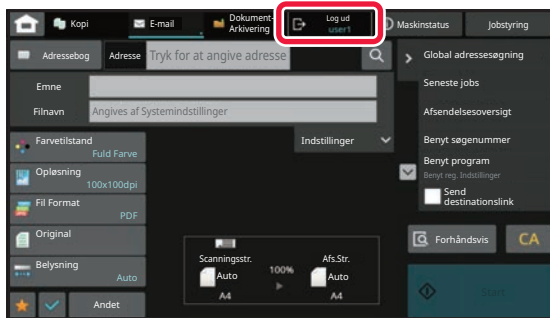 Kopi
E-mail
Dokument-
Arkivering
Log ud
user1
Maskinstatus
Jobstyring
Adressebog
Adresse
Tryk for at angive adresse
Global adressesøgning
Emne
Seneste jobs
Filnavn
Angives af Systemindstillinger
Afsendelsesoversigt
Farvetilstand
Fuld Farve
Indstillinger
Benyt søgenummer
Opløsning
100x100dpi
Benyt program
Benyt reg. Indstillinger
Fil Format
PDF
Send
destinationslink
Original
Forhåndsvis
CA
Belysning
Auto
Scanningsstr.
Auto
A4
100%
Afs.Str.
Auto
A4
Andet
Start